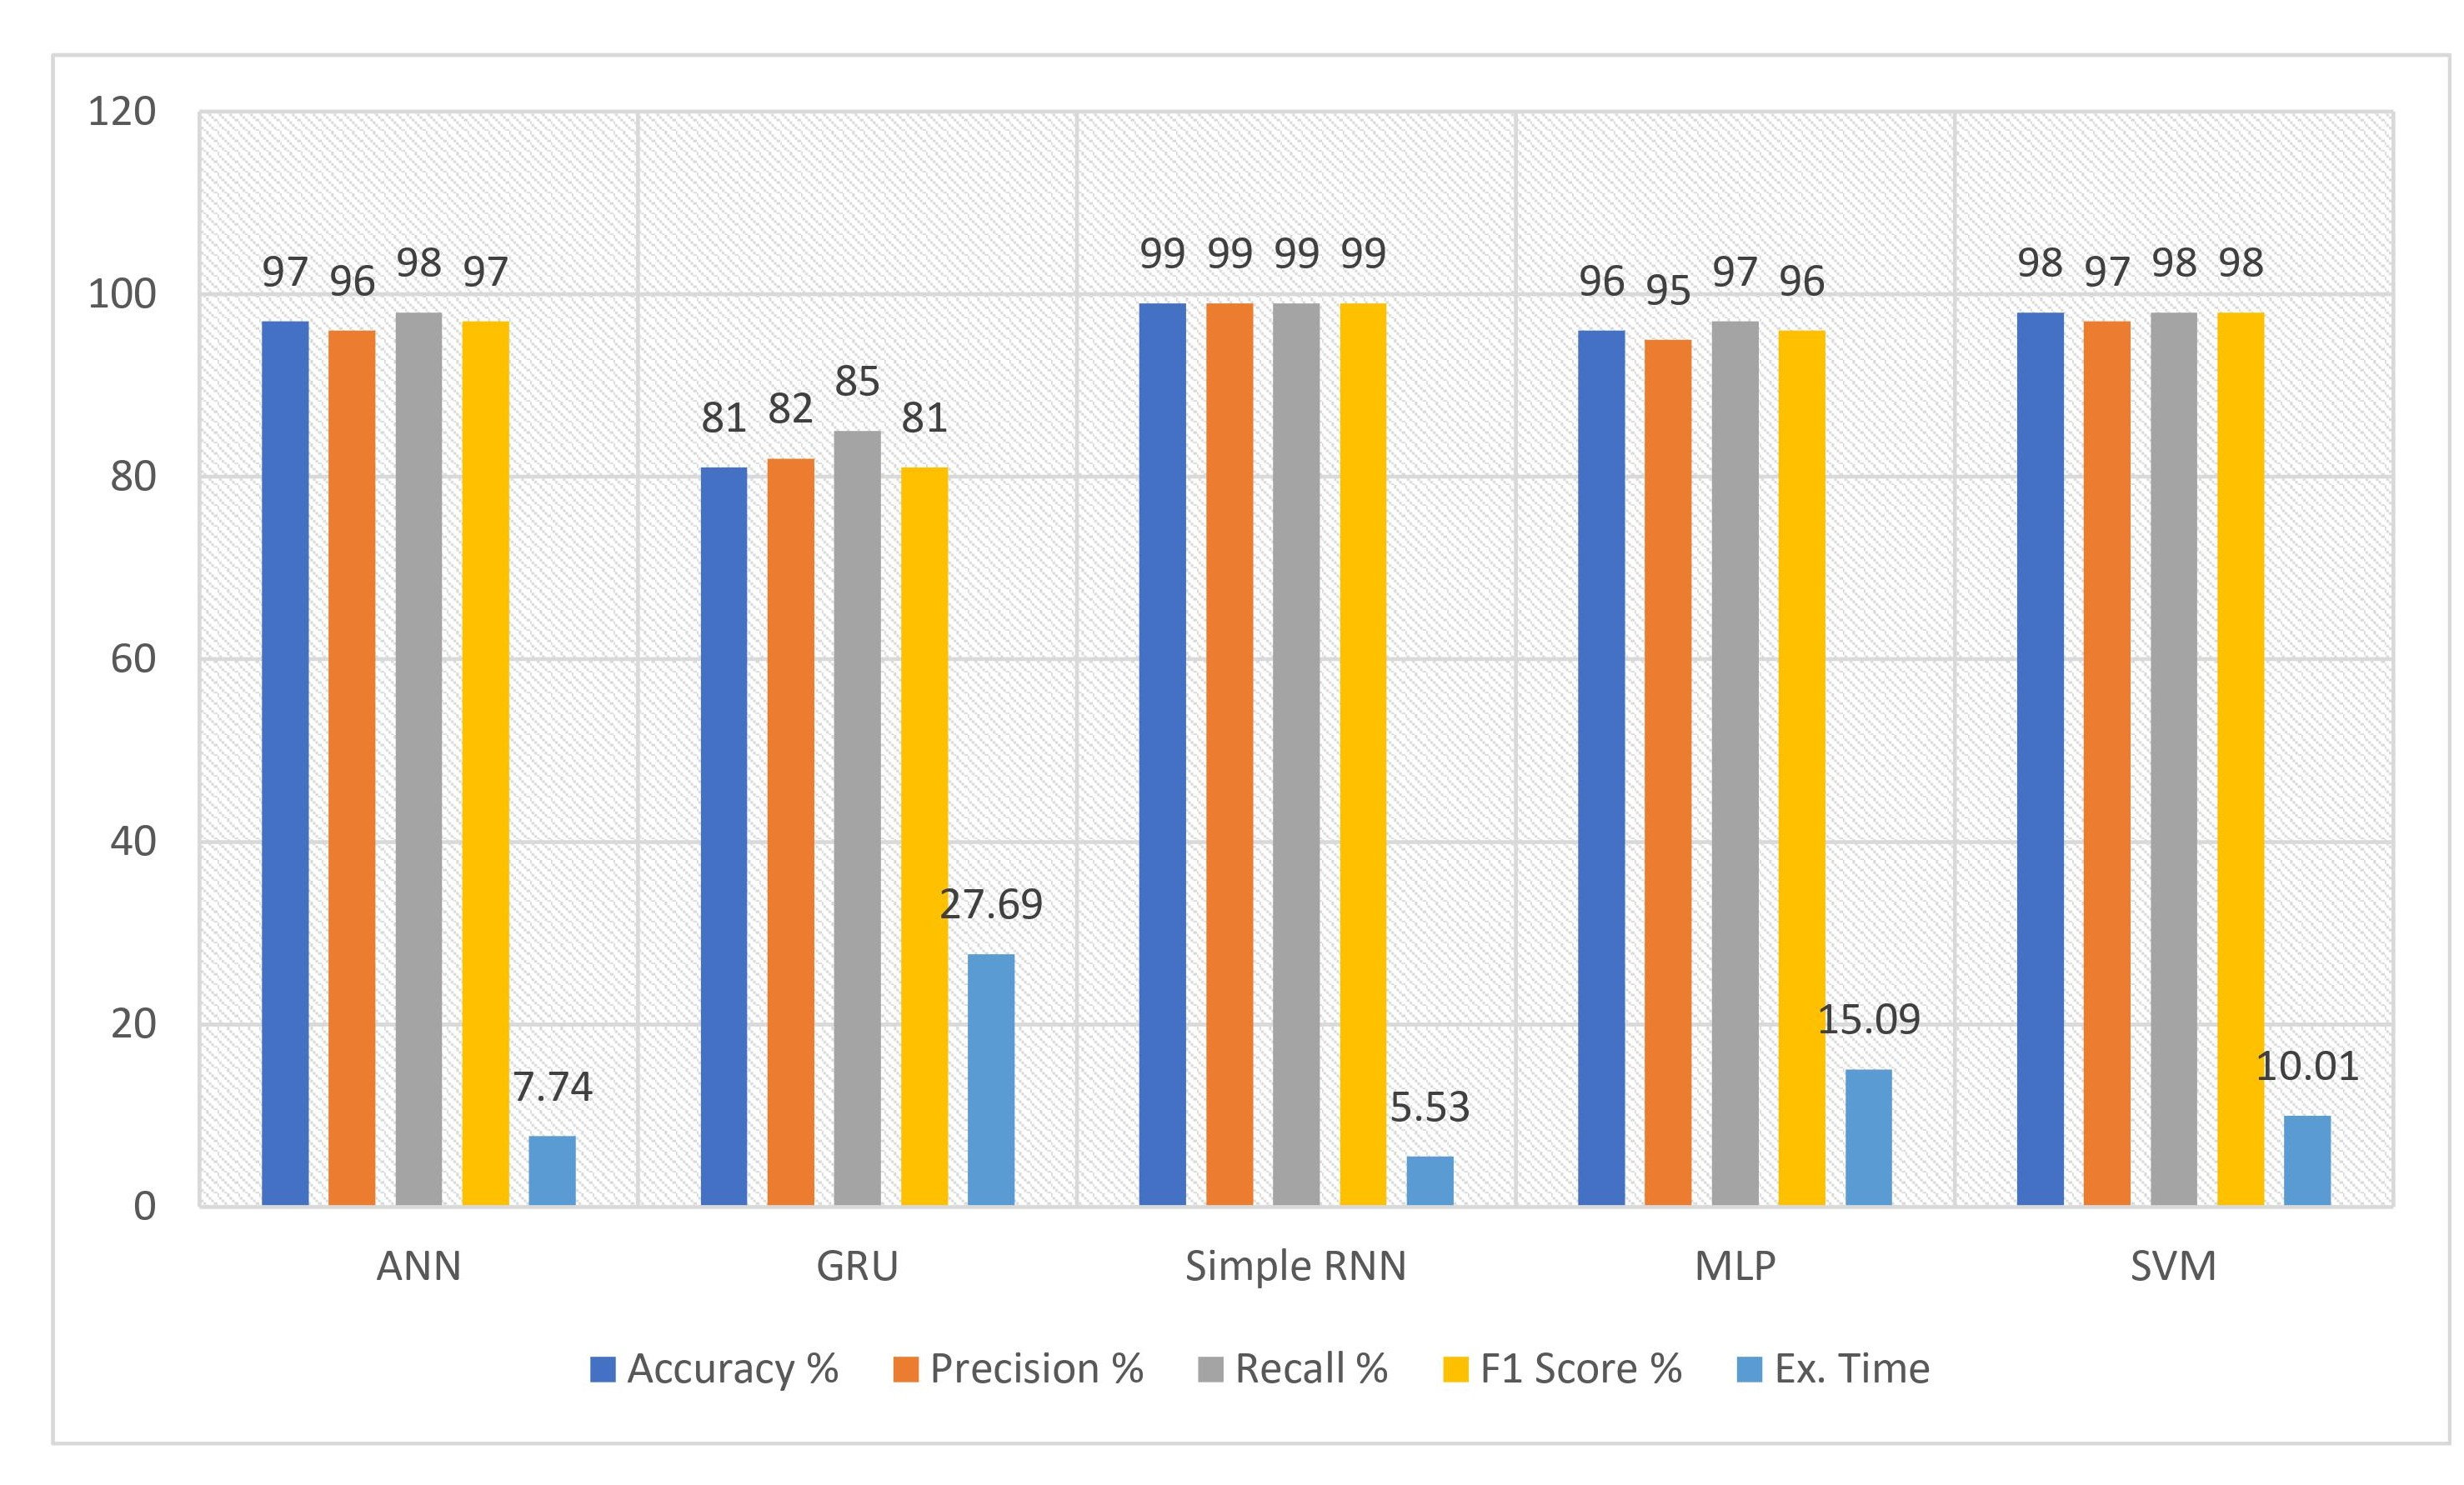 120
100
80
60
40
20
0
97 96 98 97 7.74
81 82 85 81 27.69
99 99 99 99 5.53
96 95 97 96 15.09
98 97 98 98 10.01
ANN GRU Simple RNN MLP SVM
Accuracy % Precision % Recall % F1 Score % Ex. Time